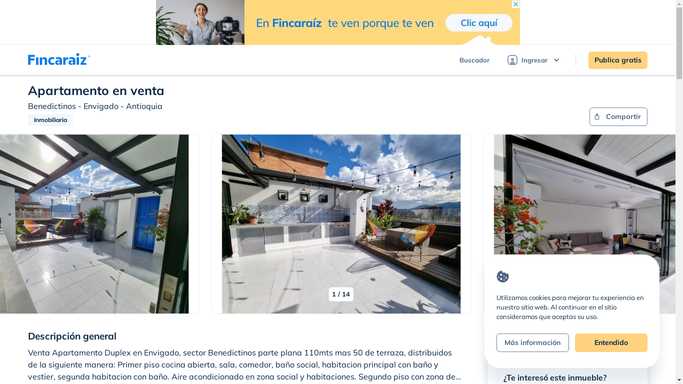 En Fincaraíz te ven porque te ven
Clic aquí
Fincaraíz
Buscador
Ingresar
Publica gratis
Apartamento en venta
Benedictinos - Envigado - Antioquia
Inmobiliaria
Compartir
1 / 14
Utilizamos cookies para mejorar tu experiencia en
nuestro sitio web. Al continuar en el sitio
consideramos que aceptas su uso.
Más información
Entendido
Descripción general
Venta Apartamento Duplex en Envigado, sector Benedictinos parte plana 110mts mas 50 de terraza, distribuidos
de la siguiente manera: Primer piso cocina abierta, sala, comedor, baño social, habitacion principal con baño y
vestier, segunda habitacion con baño. Aire acondicionado en zona social y habitaciones. Segundo piso con zona de...
¿Te interesó este inmueble?